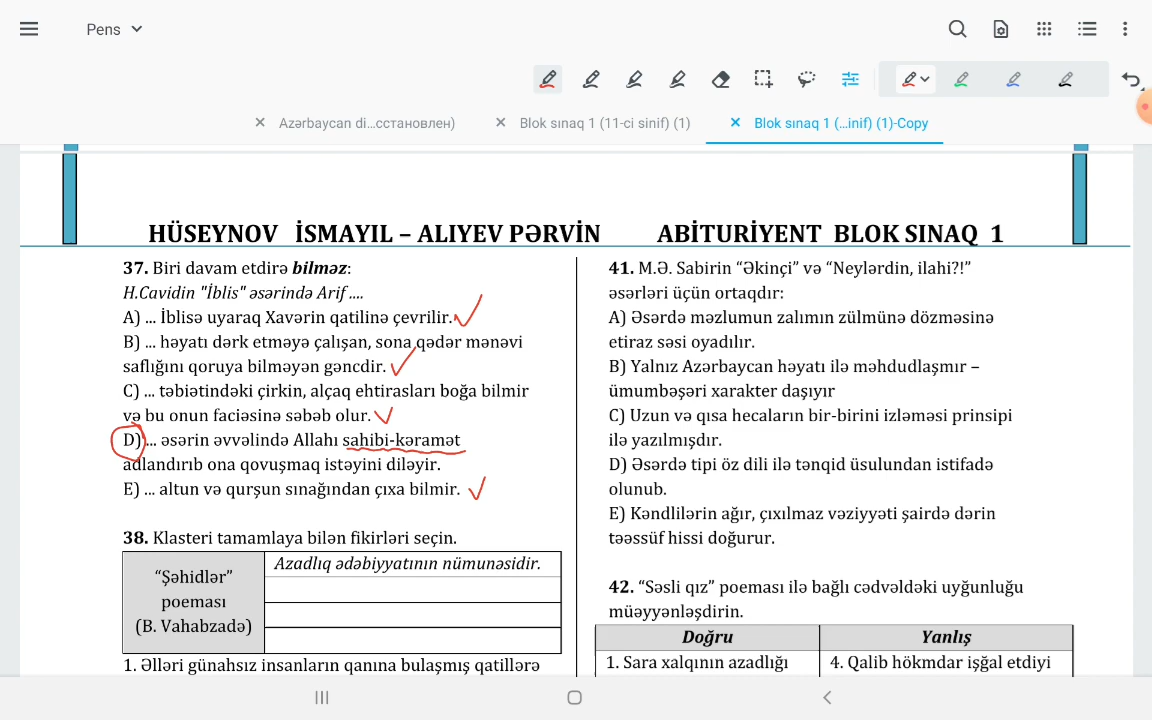 Pens
Azərbaycan di...сстановлен)
Blok sınaq 1 (11-ci sinif) (1)
Blok sınaq 1 (...inif) (1)-Copy
HÜSEYNOV İSMAYIL – ALIYEV PƏRVİN ABİTURİYENT BLOK SINAQ 1
37. Biri davam etdirə bilməz:
H.Cavidin "İblis" əsərində Arif ....
A) ... İblisə uyaraq Xavərin qatilinə çevrilir.
B) ... həyatı dərk etməyə çalışan, sona qədər mənəvi
saflığını qoruya bilməyən gəncdir.
C) ... təbiətindəki çirkin, alçaq ehtirasları boğa bilmir
və bu onun faciəsinə səbəb olur.
D) ... əsərin əvvəlində Allahı sahibi-kəramət
adlandırıb ona qovuşmaq istəyini diləyir.
E) ... altun və qurşun sınağından çıxa bilmir.
38. Klasteri tamamlaya bilən fikirləri seçin.
"Şəhidlər"
poeması
(B. Vahabzadə)
Azadlıq ədəbiyyatının nümunəsidir.
1. Əlləri günahsız insanların qanına bulaşmış qatillərə
41. M.Ə. Sabirin "Əkinçi" və "Neylərdin, ilahi?!"
əsərləri üçün ortaqdır:
A) Əsərdə məzlumun zalımın zülmünə dözməsinə
etiraz səsi oyadılır.
B) Yalnız Azərbaycan həyatı ilə məhdudlaşmır –
ümumbəşəri xarakter daşıyır
C) Uzun və qısa hecaların bir-birini izləməsi prinsipi
ilə yazılmışdır.
D) Əsərdə tipi öz dili ilə tənqid üsulundan istifadə
olunub.
E) Kəndlilərin ağır, çıxılmaz vəziyyəti şairdə dərin
təəssüf hissi doğurur.
42. "Səsli qız" poeması ilə bağlı cədvəldəki uyğunluğu
müəyyənləşdirin.
Doğru Yanlış
1. Sara xalqının azadlığı 4. Qalib hökmdar işğal etdiyi